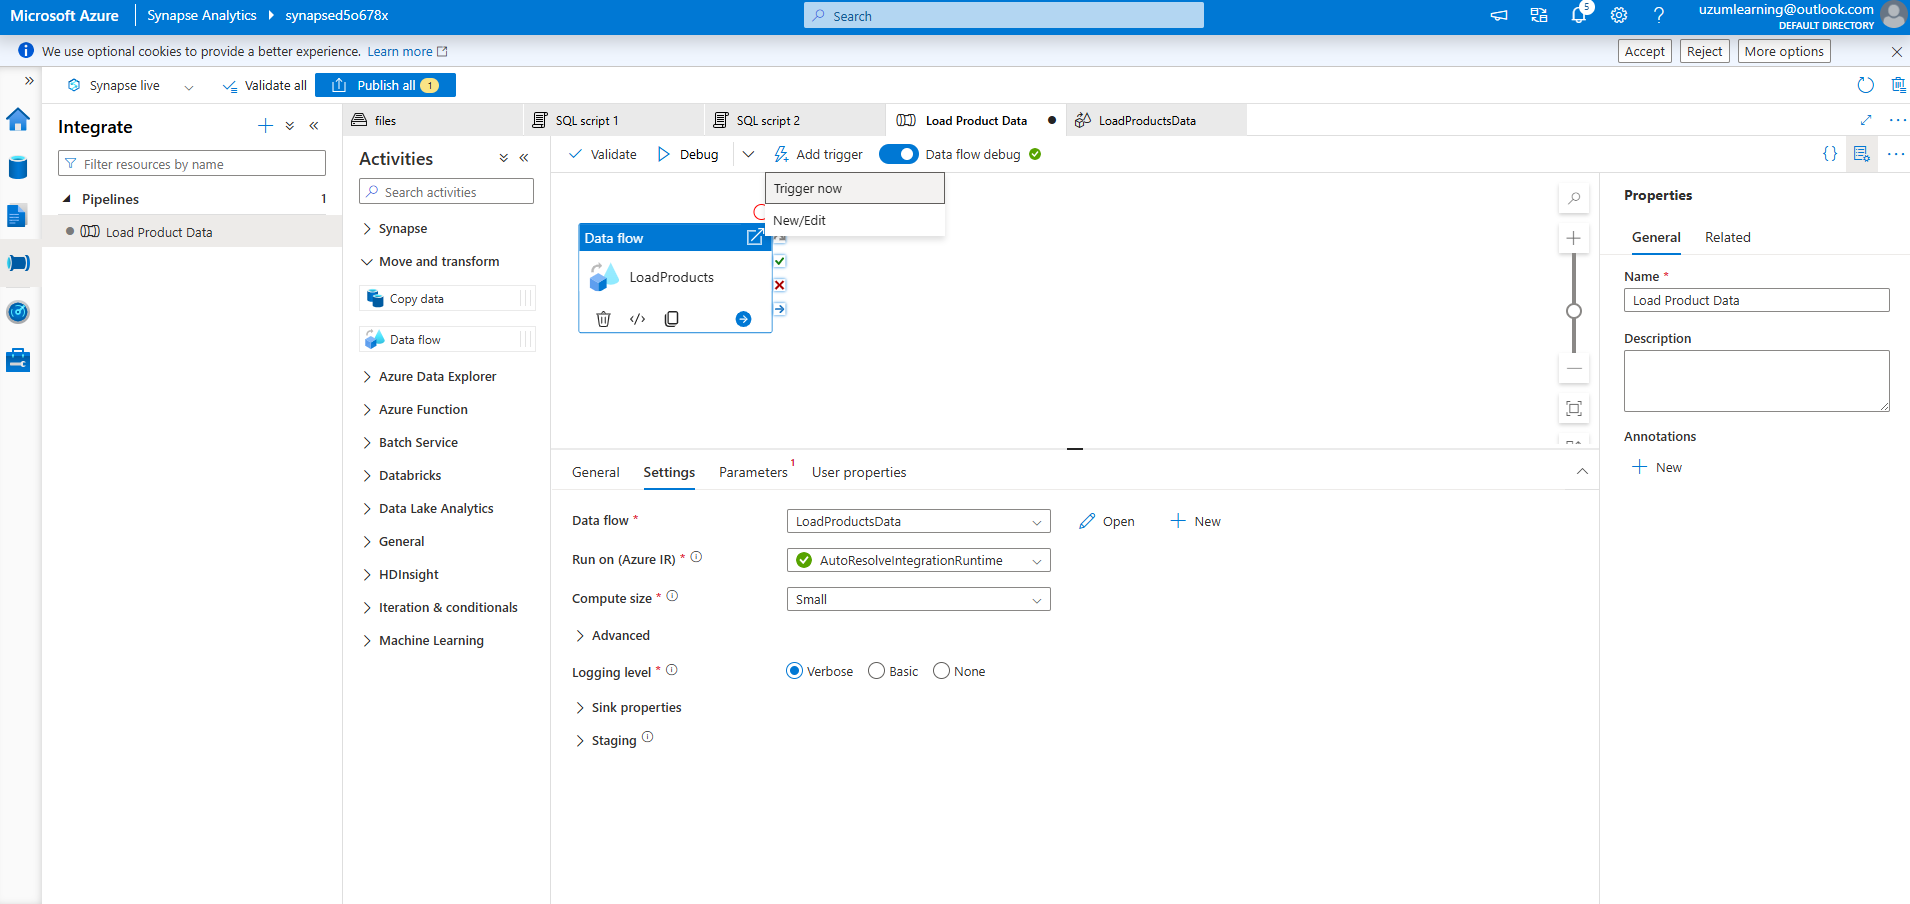 Microsoft Azure Synapse Analytics synapsed5o678x Search 5 uzumlearning@outlook.com
DEFAULT DIRECTORY
We use optional cookies to provide a better experience. Learn more Accept Reject More options
Synapse live Validate all Publish all 1
Integrate
Filter resources by name
Pipelines 1
Load Product Data
files SQL script 1 SQL script 2 Load Product Data LoadProductsData
Activities
Search activities
Synapse
Move and transform
Copy data
Data flow
Azure Data Explorer
Azure Function
Batch Service
Databricks
Data Lake Analytics
General
HDInsight
Iteration & conditionals
Machine Learning
Validate Debug Add trigger Data flow debug
Trigger now
New/Edit
Data flow
LoadProducts
General Settings Parameters 1 User properties
Data flow * LoadProductsData Open New
Run on (Azure IR) * AutoResolveIntegrationRuntime
Compute size * Small
Advanced
Logging level * Verbose Basic None
Sink properties
Staging
Properties
General Related
Name *
Load Product Data
Description
Annotations
New